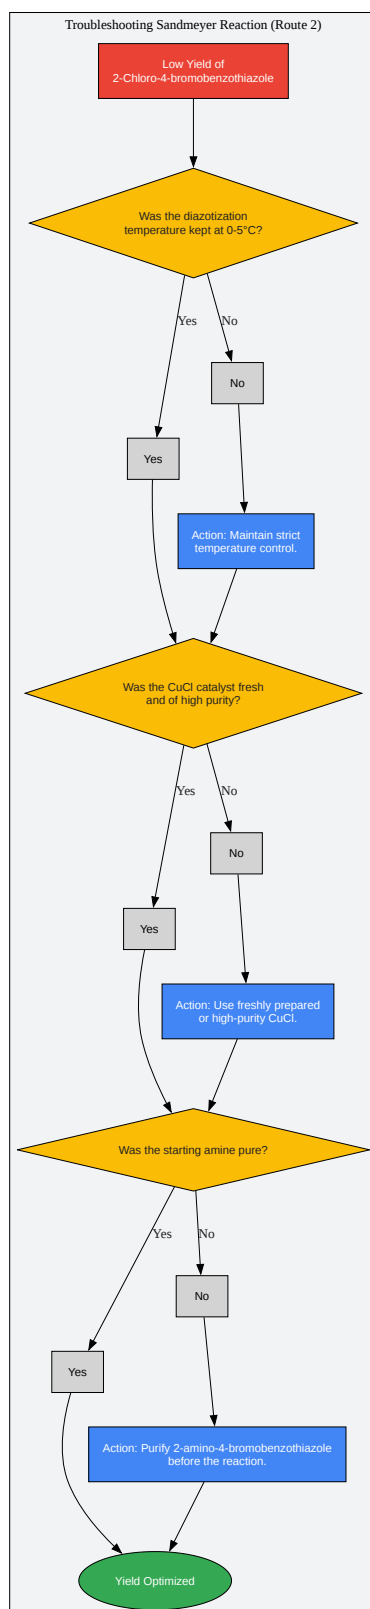 Troubleshooting Sandmeyer Reaction (Route 2)
Low Yield of
2-Chloro-4-bromobenzothiazole
Was the diazotization
temperature kept at 0-5°C?
Yes
No
No
Yes
Action: Maintain strict
temperature control.
Was the CuCl catalyst fresh
and of high purity?
Yes
No
No
Yes
Action: Use freshly prepared
or high-purity CuCl.
Was the starting amine pure?
Yes
No
No
Yes
Action: Purify 2-amino-4-bromobenzothiazole
before the reaction.
Yield Optimized